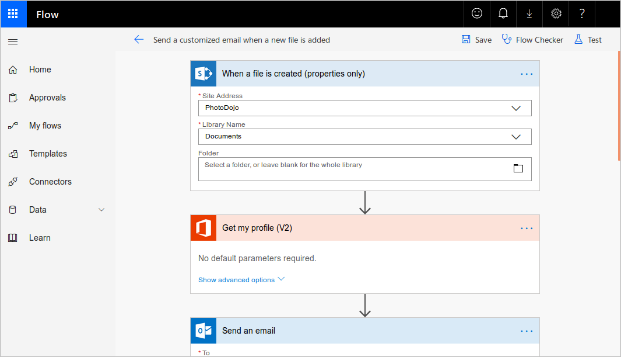 Flow
?
Send a customized email when a new file is added
Save
Flow Checker
Test
Home
Approvals
My flows
Templates
Connectors
Data
Learn
When a file is created (properties only)
...
* Site Address
PhotoDojo
* Library Name
Documents
Folder
Select a folder, or leave blank for the whole library
Get my profile (V2)
...
No default parameters required.
Show advanced options
Send an email
...
* To